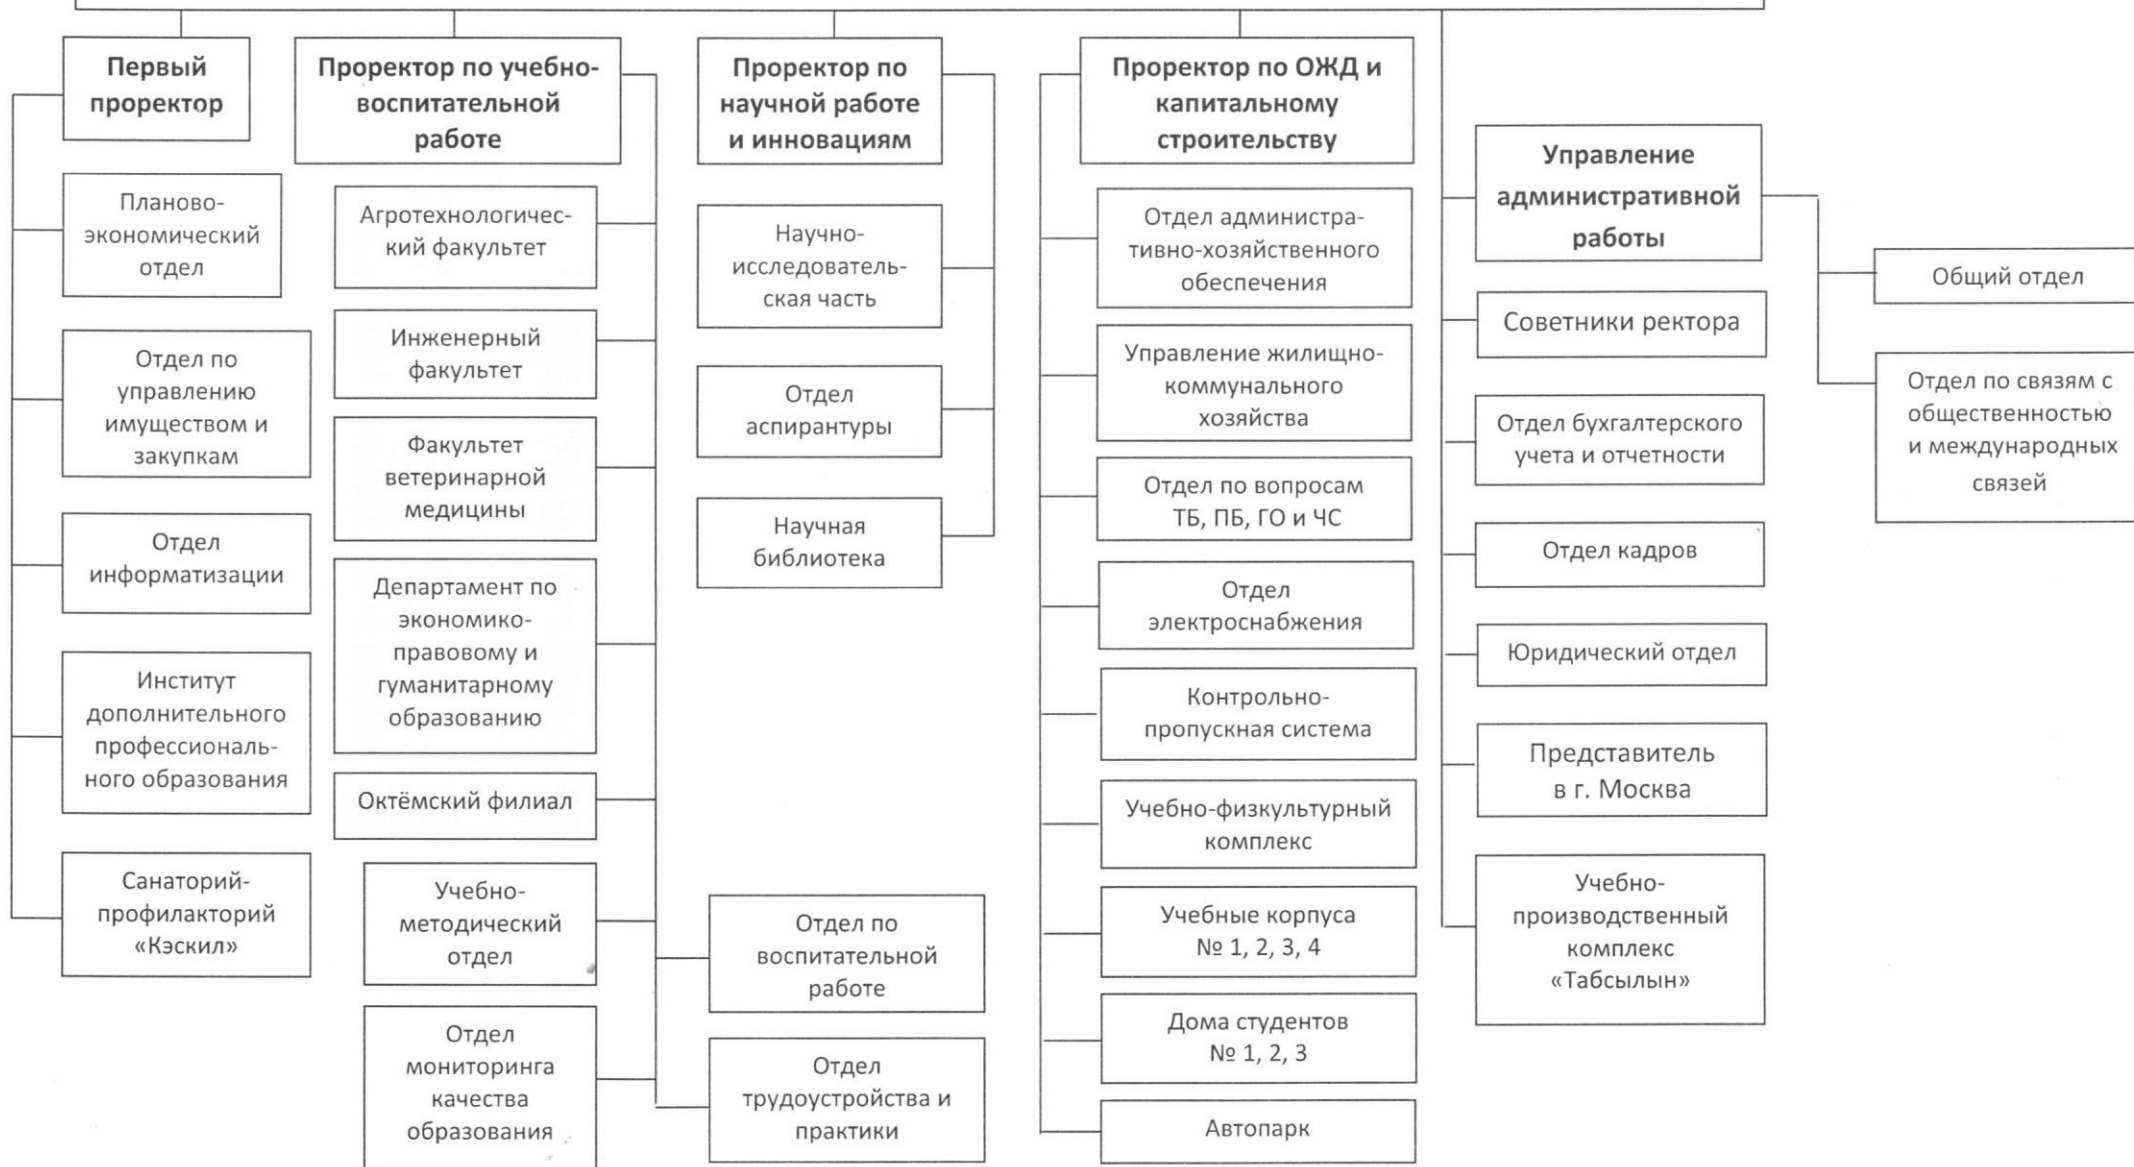 Первый
проректор
Планово-
экономический
отдел
Отдел по
управлению
имуществом и
закупкам
Отдел
информатизации
Институт
дополнительного
профессиональ-
ного образования
Санаторий-
профилакторий
«Кэскил»
Проректор по учебно-
воспитательной
работе
Агротехнологичес-
кий факультет
Инженерный
факультет
Факультет
ветеринарной
медицины
Департамент по
экономико-
правовому и
гуманитарному
образованию
Октёмский филиал
Учебно-
методический
отдел
Отдел
мониторинга
качества
образования
Отдел по
воспитательной
работе
Отдел
трудоустройства и
практики
Проректор по
научной работе
и инновациям
Научно-
исследователь-
ская часть
Отдел
аспирантуры
Научная
библиотека
Проректор по ОЖД и
капитальному
строительству
Отдел администра-
тивно-хозяйственного
обеспечения
Управление жилищно-
коммунального
хозяйства
Отдел по вопросам
ТБ, ПБ, ГО и ЧС
Отдел
электроснабжения
Контрольно-
пропускная система
Учебно-физкультурный
комплекс
Учебные корпуса
№ 1, 2, 3, 4
Дома студентов
№ 1, 2, 3
Автопарк
Управление
административной
работы
Советники ректора
Отдел бухгалтерского
учета и отчетности
Отдел кадров
Юридический отдел
Представитель
в г. Москва
Учебно-
производственный
комплекс
«Табсылын»
Общий отдел
Отдел по связям с
общественностью
и международных
связей